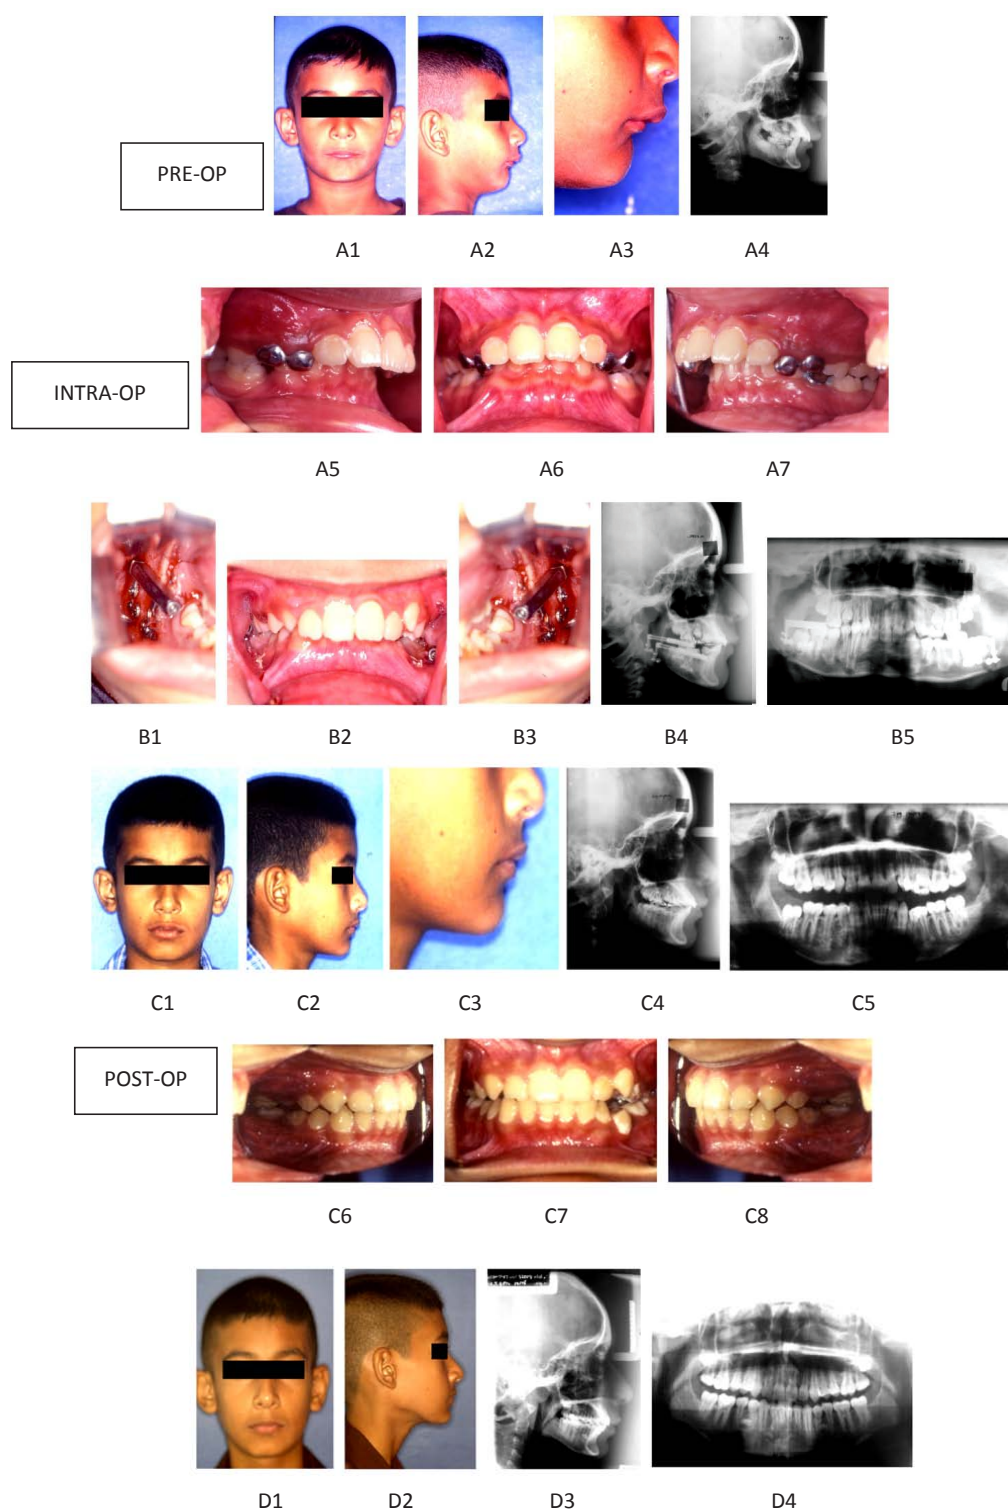 PRE-OP
A1 A2 A3 A4
INTRA-OP
A5 A6 A7
B1 B2 B3 B4 B5
C1 C2 C3 C4 C5
POST-OP
C6 C7 C8
D1 D2 D3 D4